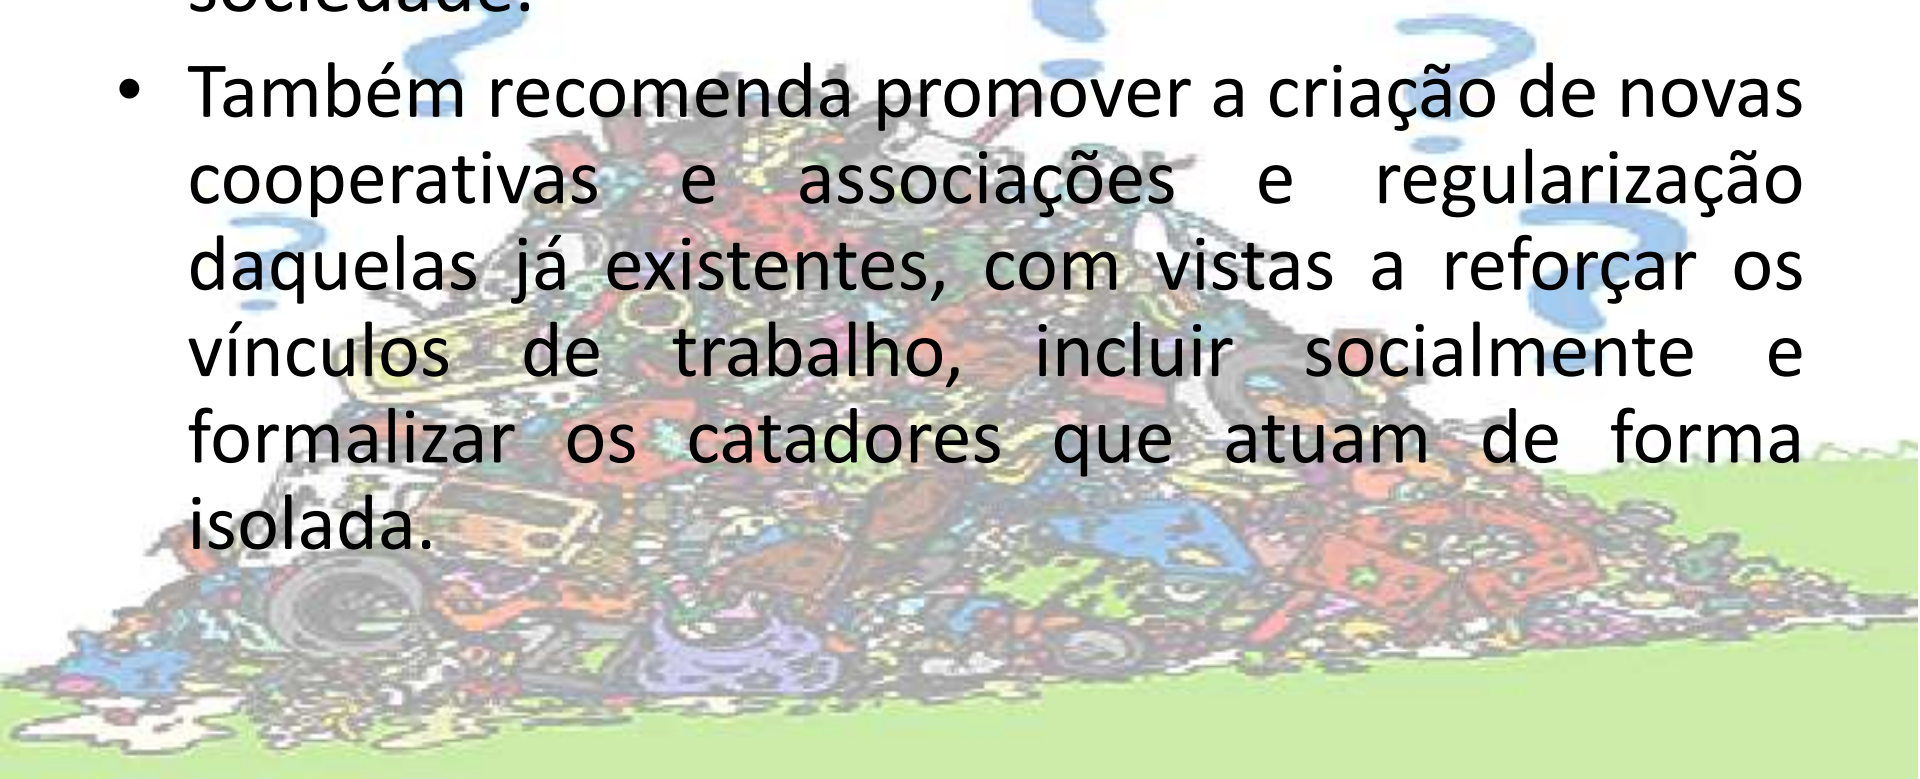 sociedade.
• Também recomenda promover a criação de novas
cooperativas e associações e regularização
daquelas já existentes, com vistas a reforçar os
vínculos de trabalho, incluir socialmente e
formalizar os catadores que atuam de forma
isolada.